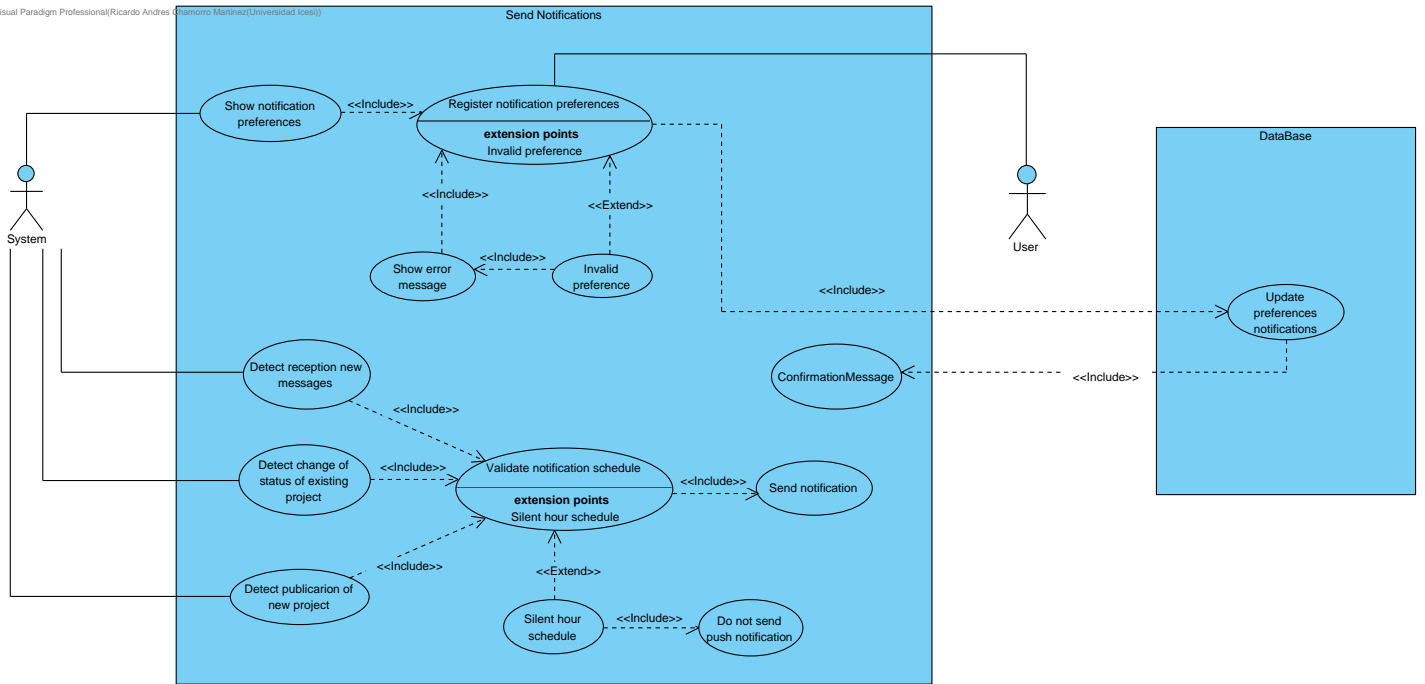 isual Paradigm Professional(Ricardo Andres Chamorro Martinez(Universidad Icesi))
Send Notifications
Show notification
preferences
<<Include>>
Register notification preferences
extension points
Invalid preference
DataBase
System
<<Include>>
<<Extend>>
User
Show error
message
<<Include>>
Invalid
preference
<<Include>>
Update
preferences
notifications
Detect reception new
messages
ConfirmationMessage
<<Include>>
<<Include>>
Detect change of
status of existing
project
<<Include>>
Validate notification schedule
extension points
Silent hour schedule
<<Include>>
Send notification
<<Include>>
Detect publicarion of
new project
<<Extend>>
Silent hour
schedule
<<Include>>
Do not send
push notification